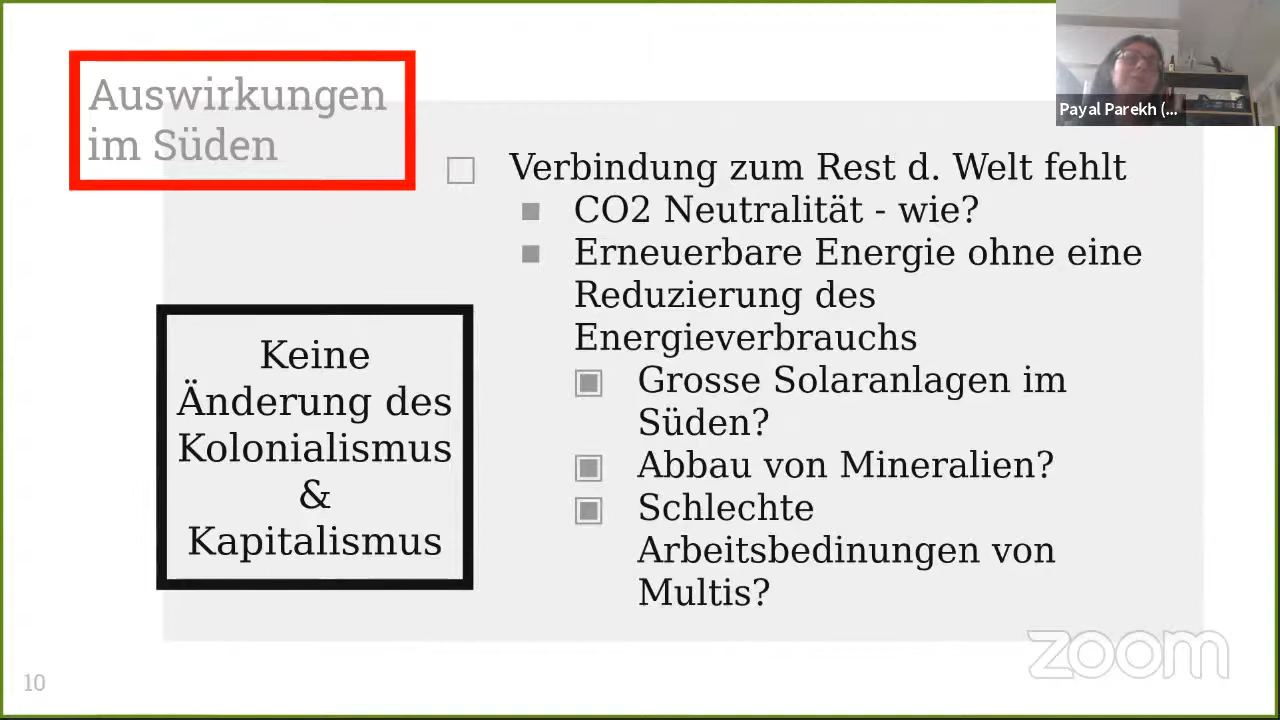 Auswirkungen
im Süden
Payal Parekh (...
Verbindung zum Rest d. Welt fehlt
CO2 Neutralität - wie?
Erneuerbare Energie ohne eine
Reduzierung des
Energieverbrauchs
Grosse Solaranlagen im
Süden?
Abbau von Mineralien?
Schlechte
Arbeitsbedinungen von
Multis?
Keine
Änderung des
Kolonialismus
&
Kapitalismus
zoom
10